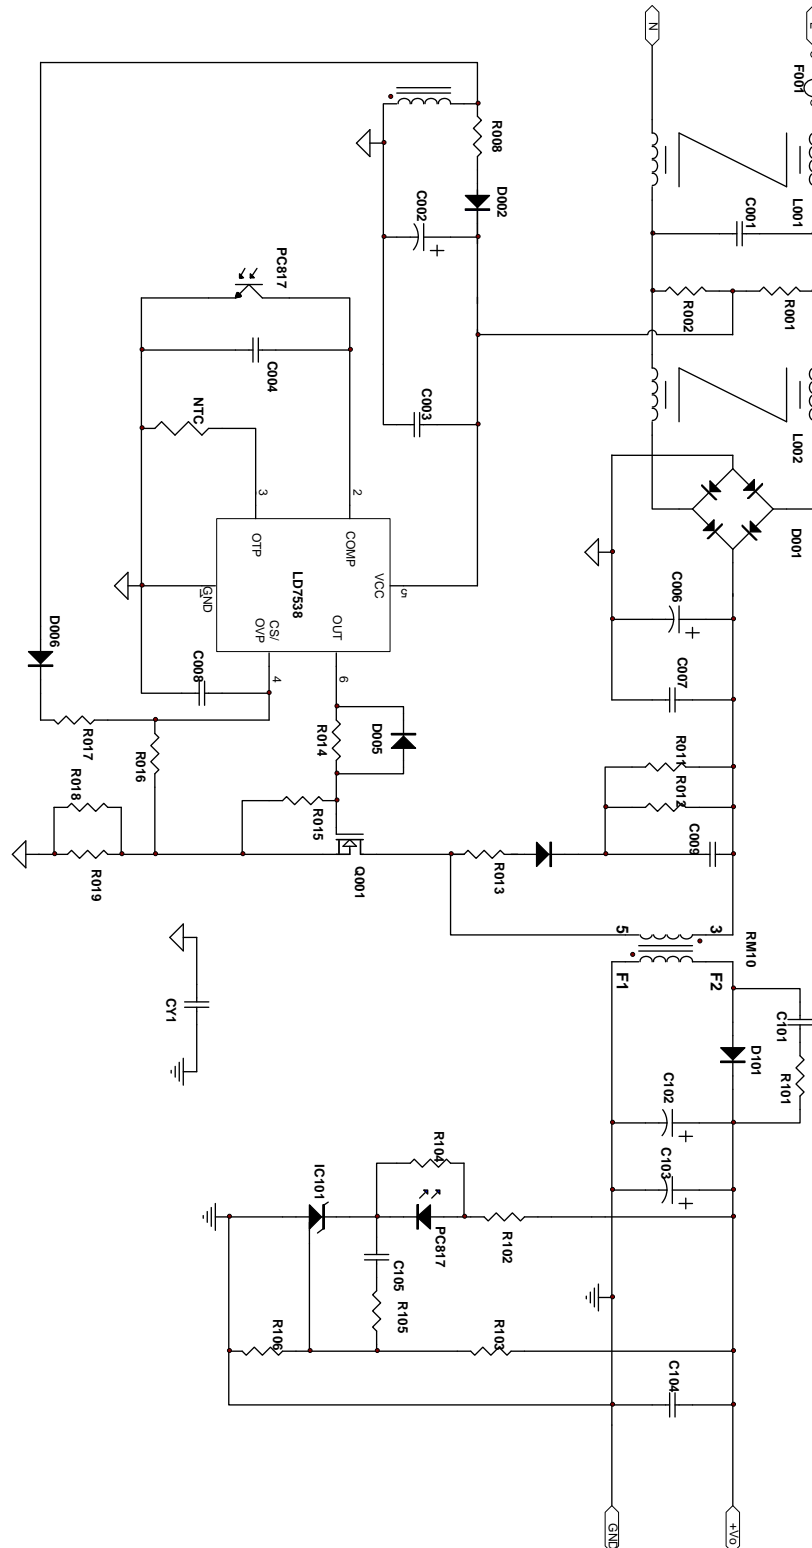 N
F001
L001
C001
R001
R002
L002
D001
R008
D002
C002
C003
PC817
C004
NTC
3
2
OTP
COMP
VCC
5
LD7538
GND
1
CS/
OVP
OUT
4
6
C006
+
C007
+
D006
C008
R017
R016
R014
D005
R015
R018
R019
Q001
R011
R012
C009
R013
5
3
RM10
F1
F2
CY1
C101
R101
D101
C102
+
C103
+
R104
PC817
IC101
R102
C105
R105
R106
R103
C104
GND
+Vo